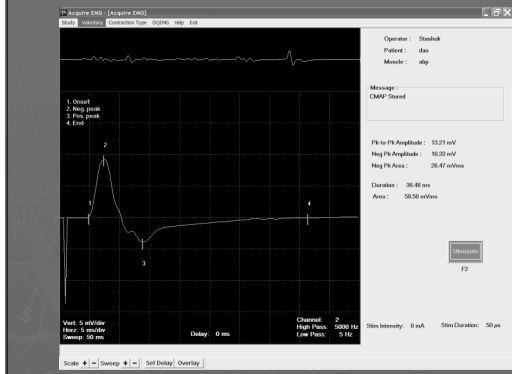 Acquire EMG - [Acquire EMG]
Study Voluntary Contraction Type DQEMG Help Exit
Operator : Stashuk
Patient : dan
Muscle : abp
Message :
CMAP Stored
1. Onset
2. Neg. peak
3. Pos. peak
4. End
2
1
4
3
Pk-to-Pk Amplitude : 13.21 mV
Neg Pk Amplitude : 10.33 mV
Neg Pk Area : 26.47 mVms
Duration : 36.48 ms
Area : 58.56 mVms
Stimulate
F2
Vert: 5 mV/div
Horz: 5 ms/div
Sweep: 50 ms
Delay: 0 ms
Channel: 2
High Pass: 5000 Hz
Low Pass: 5 Hz
Stim Intensity: 0 mA Stim Duration: 50 µs
Scale + - Sweep + - Set Delay Overlay